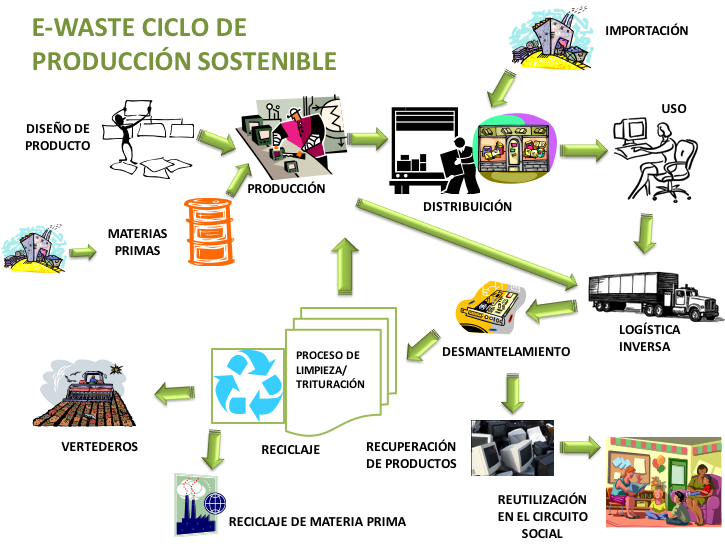 E-WASTE CICLO DE
PRODUCCIÓN SOSTENIBLE
IMPORTACIÓN
USO
DISEÑO DE
PRODUCTO
PRODUCCIÓN
DISTRIBUICIÓN
MATERIAS
PRIMAS
LOGÍSTICA
INVERSA
DESMANTELAMIENTO
PROCESO DE
LIMPIEZA/
TRITURACIÓN
VERTEDEROS
RECICLAJE
RECUPERACIÓN
DE PRODUCTOS
REUTILIZACIÓN
EN EL CIRCUITO
SOCIAL
RECICLAJE DE MATERIA PRIMA